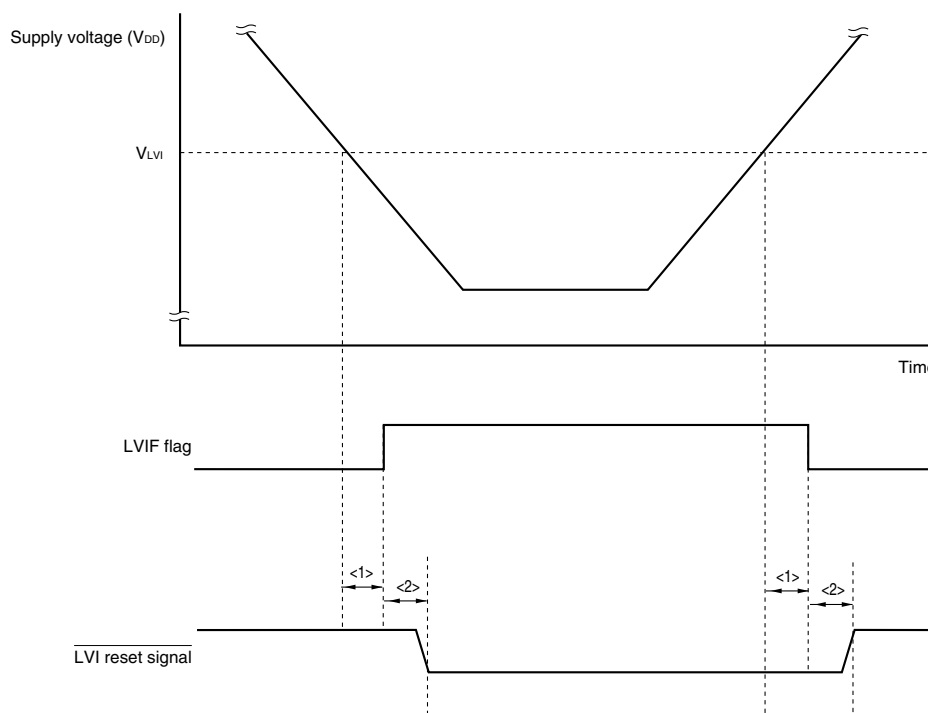 Supply voltage (VDD)
VLVI
Time
LVIF flag
<1>
<2>
<1>
<2>
LVI reset signal